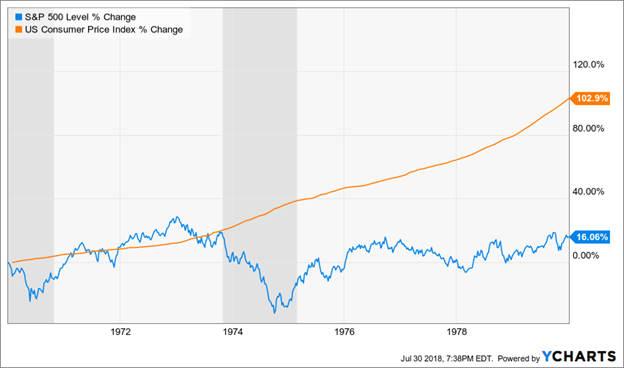 S&P 500 Level % Change
US Consumer Price Index % Change
120.0%
102.9%
80.00%
40.00%
16.06%
0.00%
1972 1974 1976 1978
Jul 30 2018, 7:38PM EDT. Powered by YCHARTS